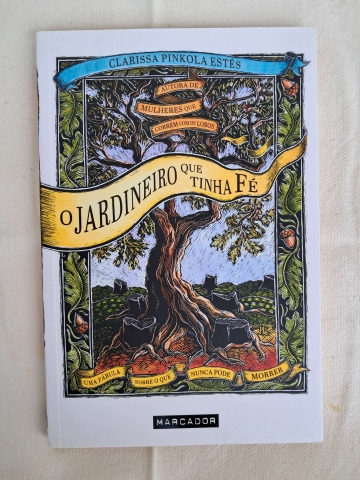 CLARISSA PINKOLA ESTÉS
AUTORA DE
MULHERES QUE
CORREM COM OS LOBOS
O JARDINEIRO QUE
TINHA FÉ
UMA FÁBULA SOBRE O QUE NUNCA PODE MORRER
MARCADOR